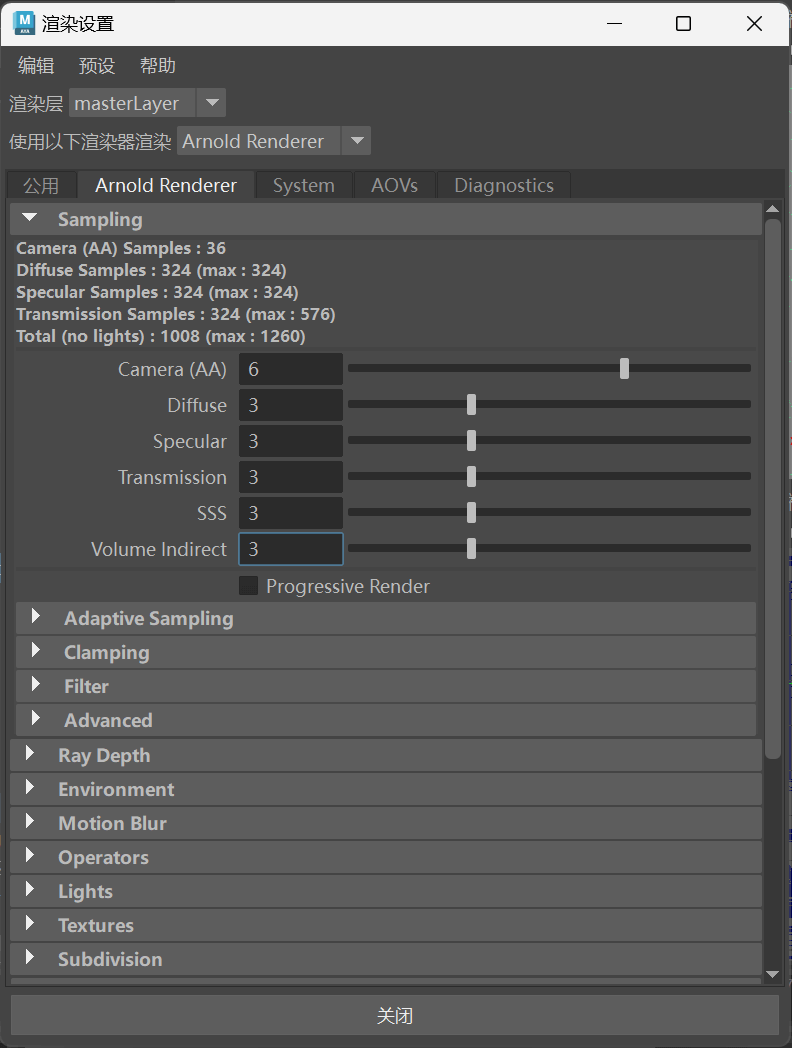 渲染设置
编辑 预设 帮助
渲染层 masterLayer
使用以下渲染器渲染 Arnold Renderer
公用 Arnold Renderer System AOVs Diagnostics
Sampling
Camera (AA) Samples : 36
Diffuse Samples : 324 (max : 324)
Specular Samples : 324 (max : 324)
Transmission Samples : 324 (max : 576)
Total (no lights) : 1008 (max : 1260)
Camera (AA) 6
Diffuse 3
Specular 3
Transmission 3
SSS 3
Volume Indirect 3
Progressive Render
Adaptive Sampling
Clamping
Filter
Advanced
Ray Depth
Environment
Motion Blur
Operators
Lights
Textures
Subdivision
关闭